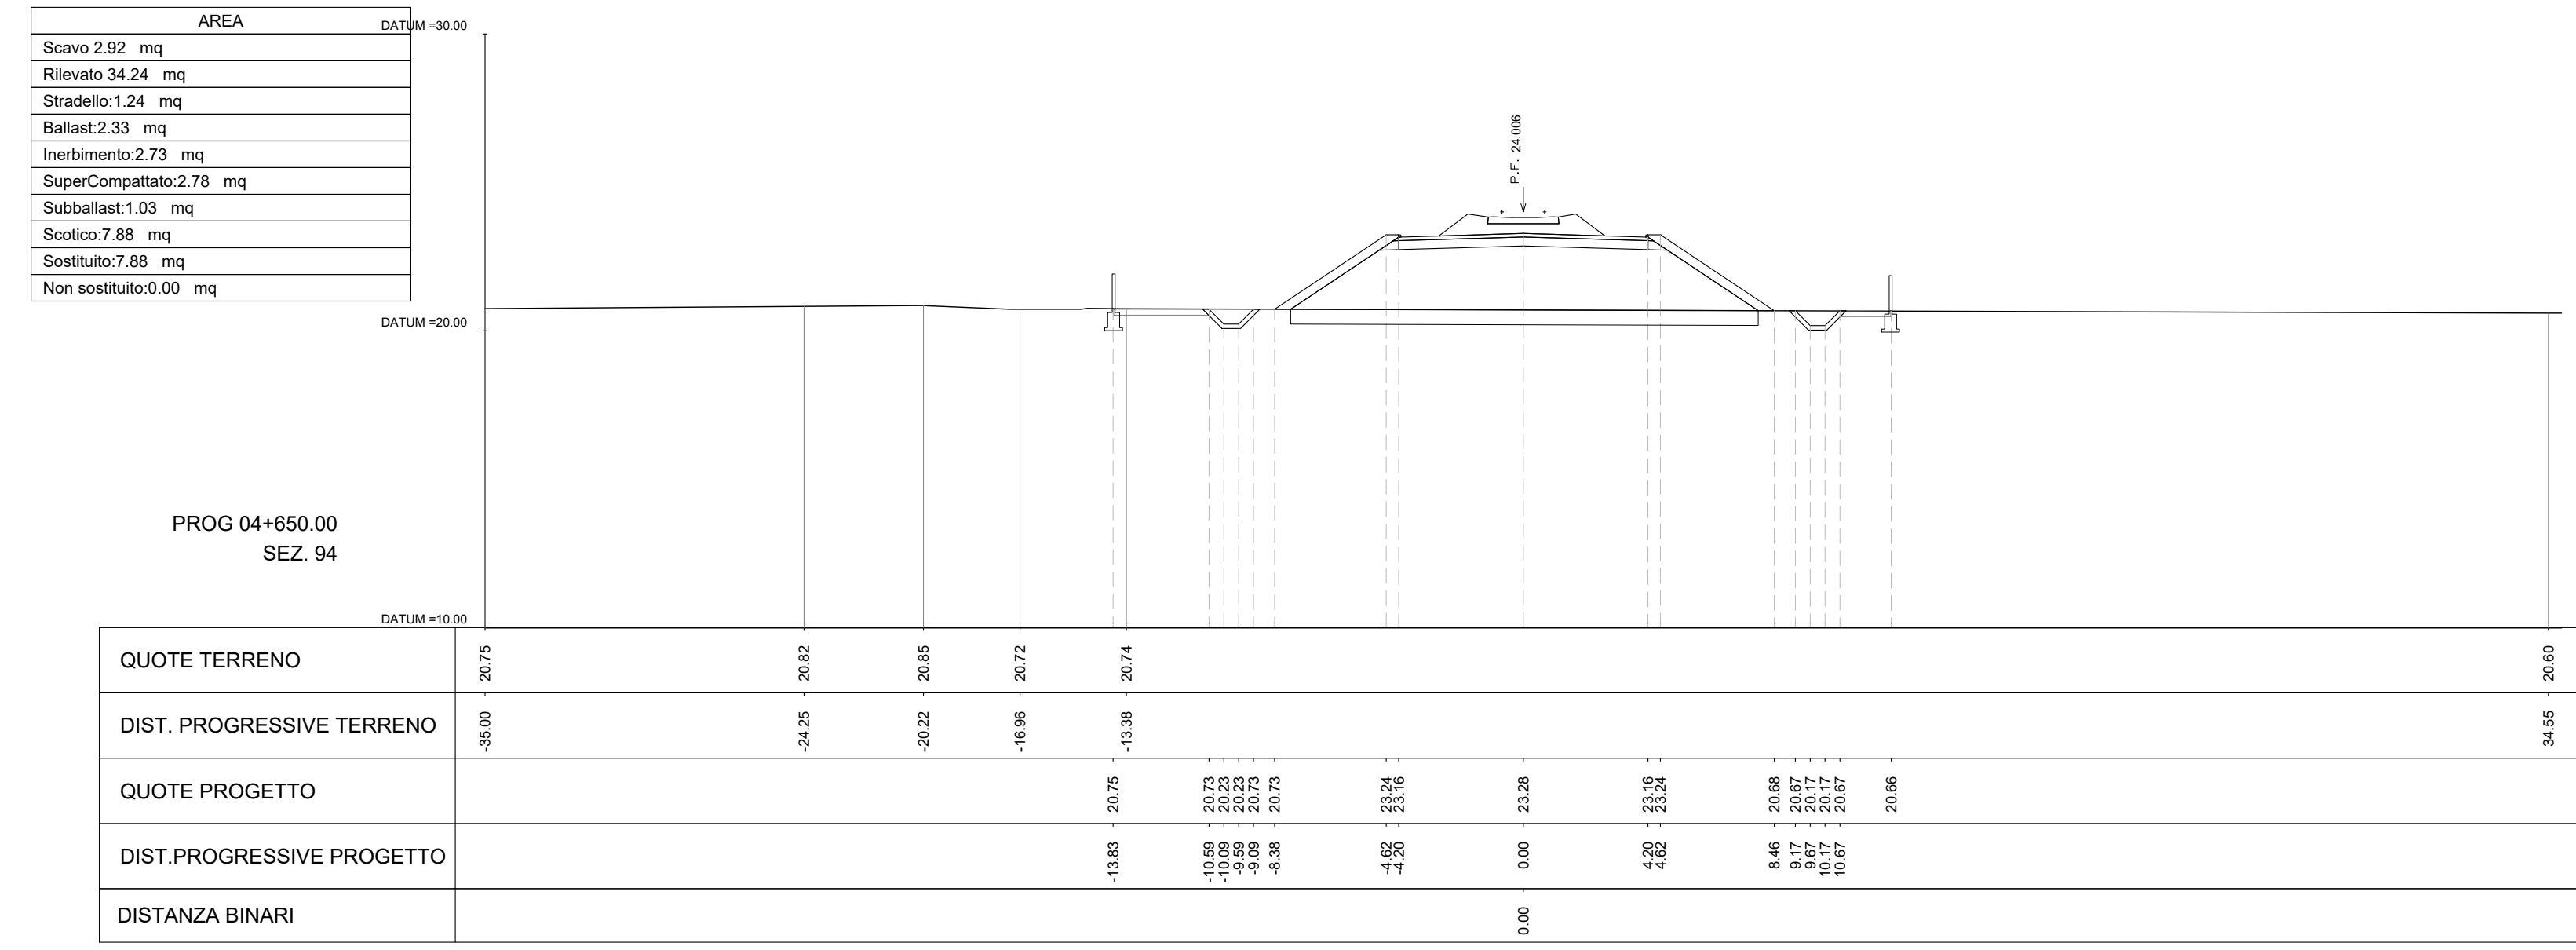 AREA
Scavo 2.92 mq
Rilevato 34.24 mq
Stradello:1.24 mq
Ballast:2.33 mq
Inerbimento:2.73 mq
SuperCompattato:2.78 mq
Subballast:1.03 mq
Scotico:7.88 mq
Sostituito:7.88 mq
Non sostituito:0.00 mq
DATUM =30.00
P.F. 24.006
DATUM =20.00
PROG 04+650.00
SEZ. 94
DATUM =10.00
QUOTE TERRENO 20.75 20.82 20.85 20.72 20.74 20.60
DIST. PROGRESSIVE TERRENO -35.00 -24.25 -20.22 -16.96 -13.38 34.55
QUOTE PROGETTO 20.75 20.73 20.23 20.23 20.73 20.73 23.24 23.16 23.28 23.16 23.24 20.68 20.67 20.17 20.17 20.67 20.66
DIST.PROGRESSIVE PROGETTO -13.83 -10.59 -10.09 -9.59 -9.09 -8.38 -4.62 -4.20 0.00 4.20 4.62 8.46 9.17 9.67 10.17 10.67
DISTANZA BINARI 0.00